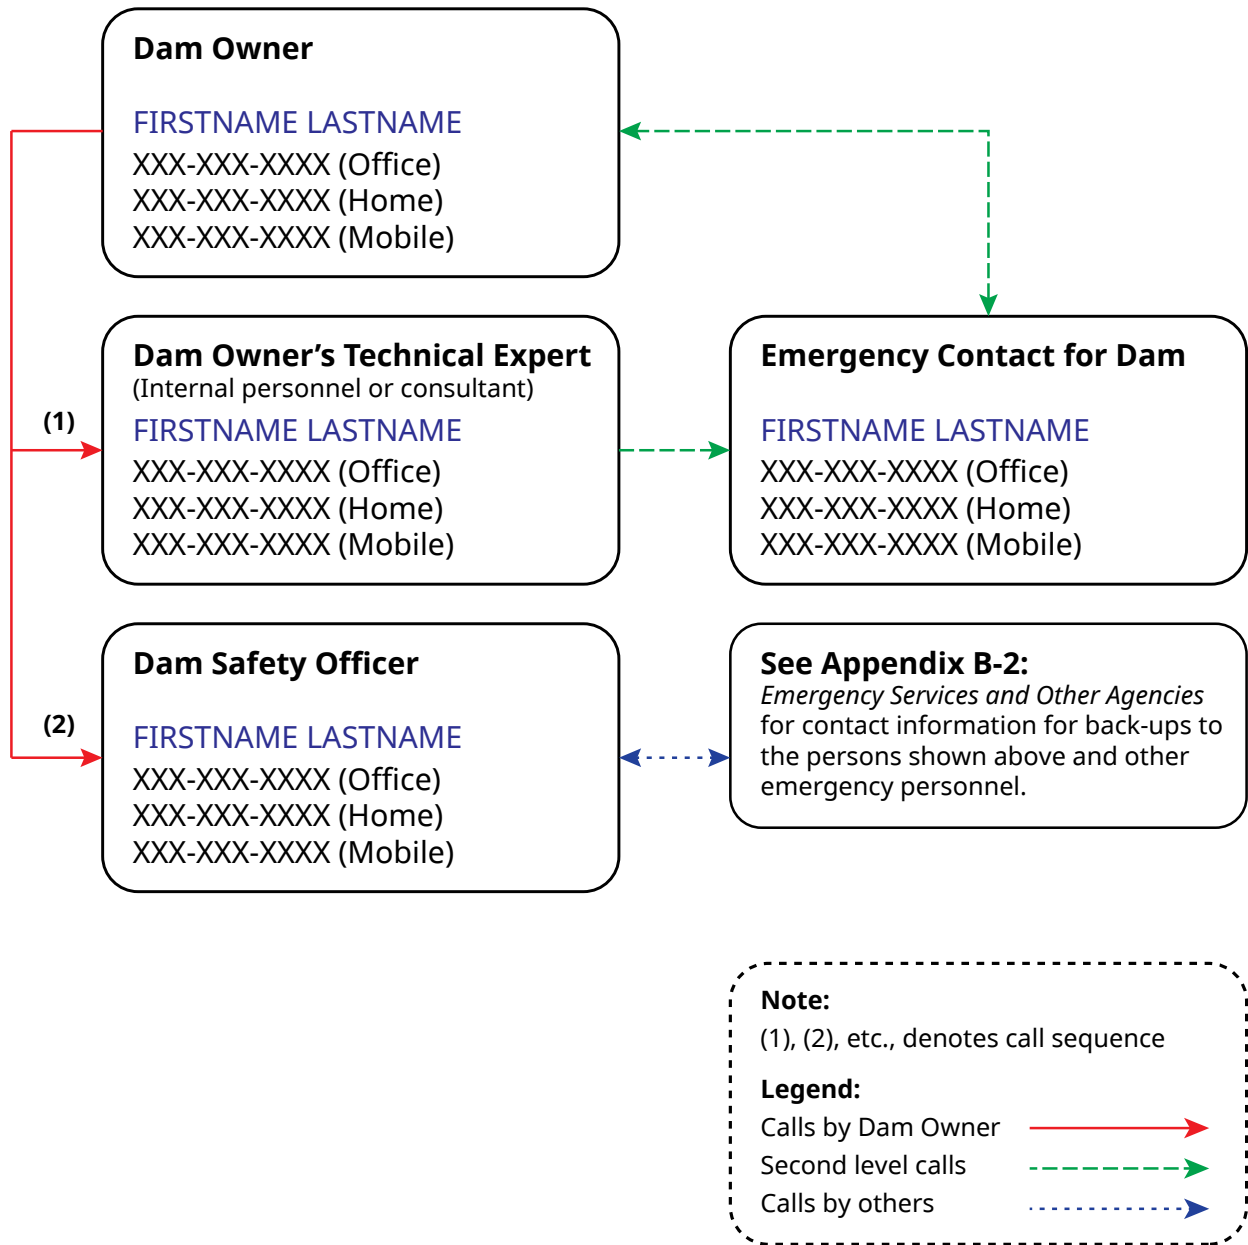 Dam Owner
FIRSTNAME LASTNAME
XXX-XXX-XXXX (Office)
XXX-XXX-XXXX (Home)
XXX-XXX-XXXX (Mobile)
(1)
Dam Owner’s Technical Expert
(Internal personnel or consultant)
FIRSTNAME LASTNAME
XXX-XXX-XXXX (Office)
XXX-XXX-XXXX (Home)
XXX-XXX-XXXX (Mobile)
Emergency Contact for Dam
FIRSTNAME LASTNAME
XXX-XXX-XXXX (Office)
XXX-XXX-XXXX (Home)
XXX-XXX-XXXX (Mobile)
(2)
Dam Safety Officer
FIRSTNAME LASTNAME
XXX-XXX-XXXX (Office)
XXX-XXX-XXXX (Home)
XXX-XXX-XXXX (Mobile)
See Appendix B-2:
Emergency Services and Other Agencies
for contact information for back-ups to
the persons shown above and other
emergency personnel.
Note:
(1), (2), etc., denotes call sequence
Legend:
Calls by Dam Owner
Second level calls
Calls by others